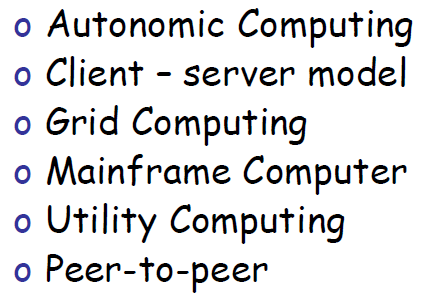 o Autonomic Computing
o Client – server model
o Grid Computing
o Mainframe Computer
o Utility Computing
o Peer-to-peer